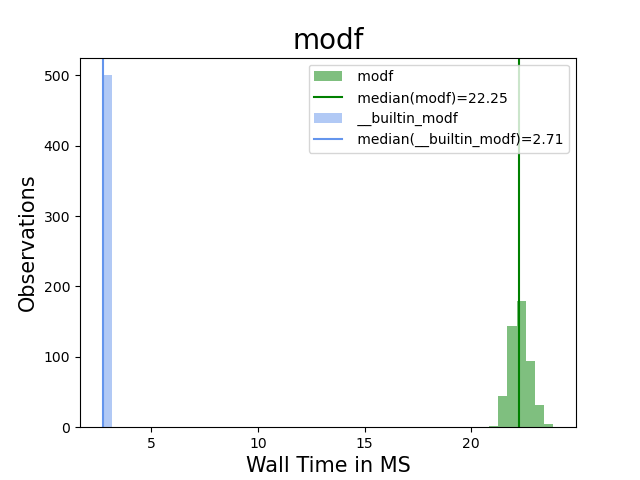 modf
modf
median(modf)=22.25
__builtin_modf
median(__builtin_modf)=2.71
500
400
300
200
100
0
Observations
5 10 15 20
Wall Time in MS